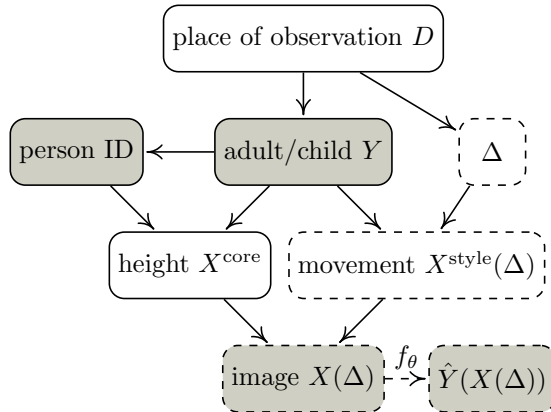 place of observation D
person ID
adult/child Y
Δ
height X^core
movement X^style(Δ)
image X(Δ)
f_θ
Ŷ(X(Δ))